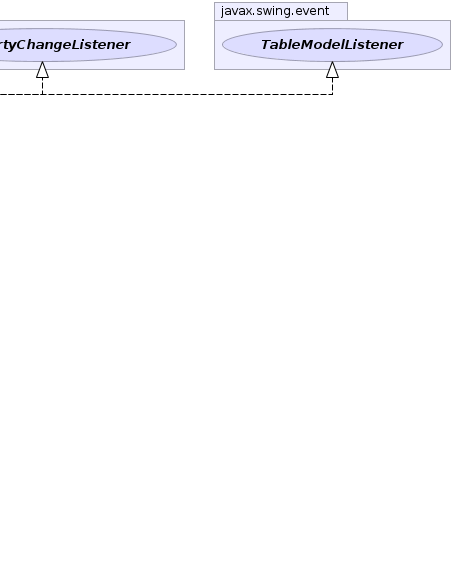 javax.swing.event
rtyChangeListener
TableModelListener